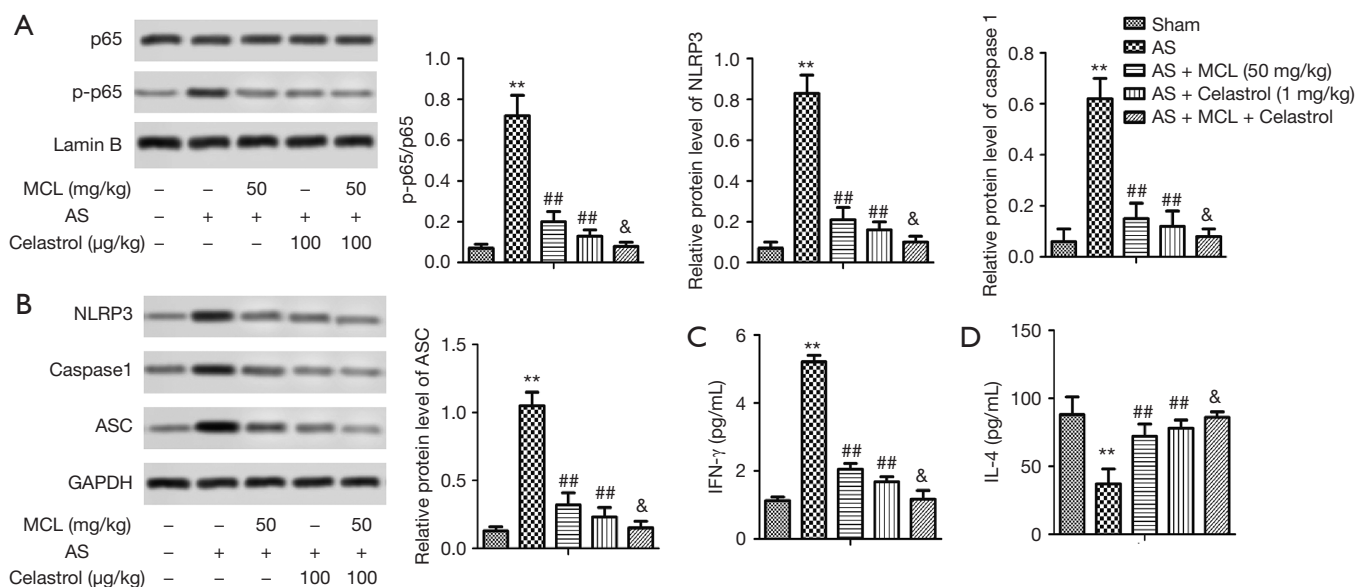 A
p65
p-p65
Lamin B
MCL (mg/kg) – – 50 – 50
AS – + + + +
Celastrol (µg/kg) – – – 100 100
p-p65/p65
1.0
0.8
0.6
0.4
0.2
0.0
**
##
##
&
Relative protein level of NLRP3
1.0
0.8
0.6
0.4
0.2
0.0
**
##
##
&
Relative protein level of caspase 1
0.8
0.6
0.4
0.2
0.0
**
##
##
&
Sham
AS
AS + MCL (50 mg/kg)
AS + Celastrol (1 mg/kg)
AS + MCL + Celastrol
B
NLRP3
Caspase1
ASC
GAPDH
MCL (mg/kg) – – 50 – 50
AS – + + + +
Celastrol (µg/kg) – – – 100 100
Relative protein level of ASC
1.5
1.0
0.5
0.0
**
##
##
&
C
IFN-γ (pg/mL)
6
4
2
0
**
##
##
&
D
IL-4 (pg/mL)
150
100
50
0
**
##
##
&